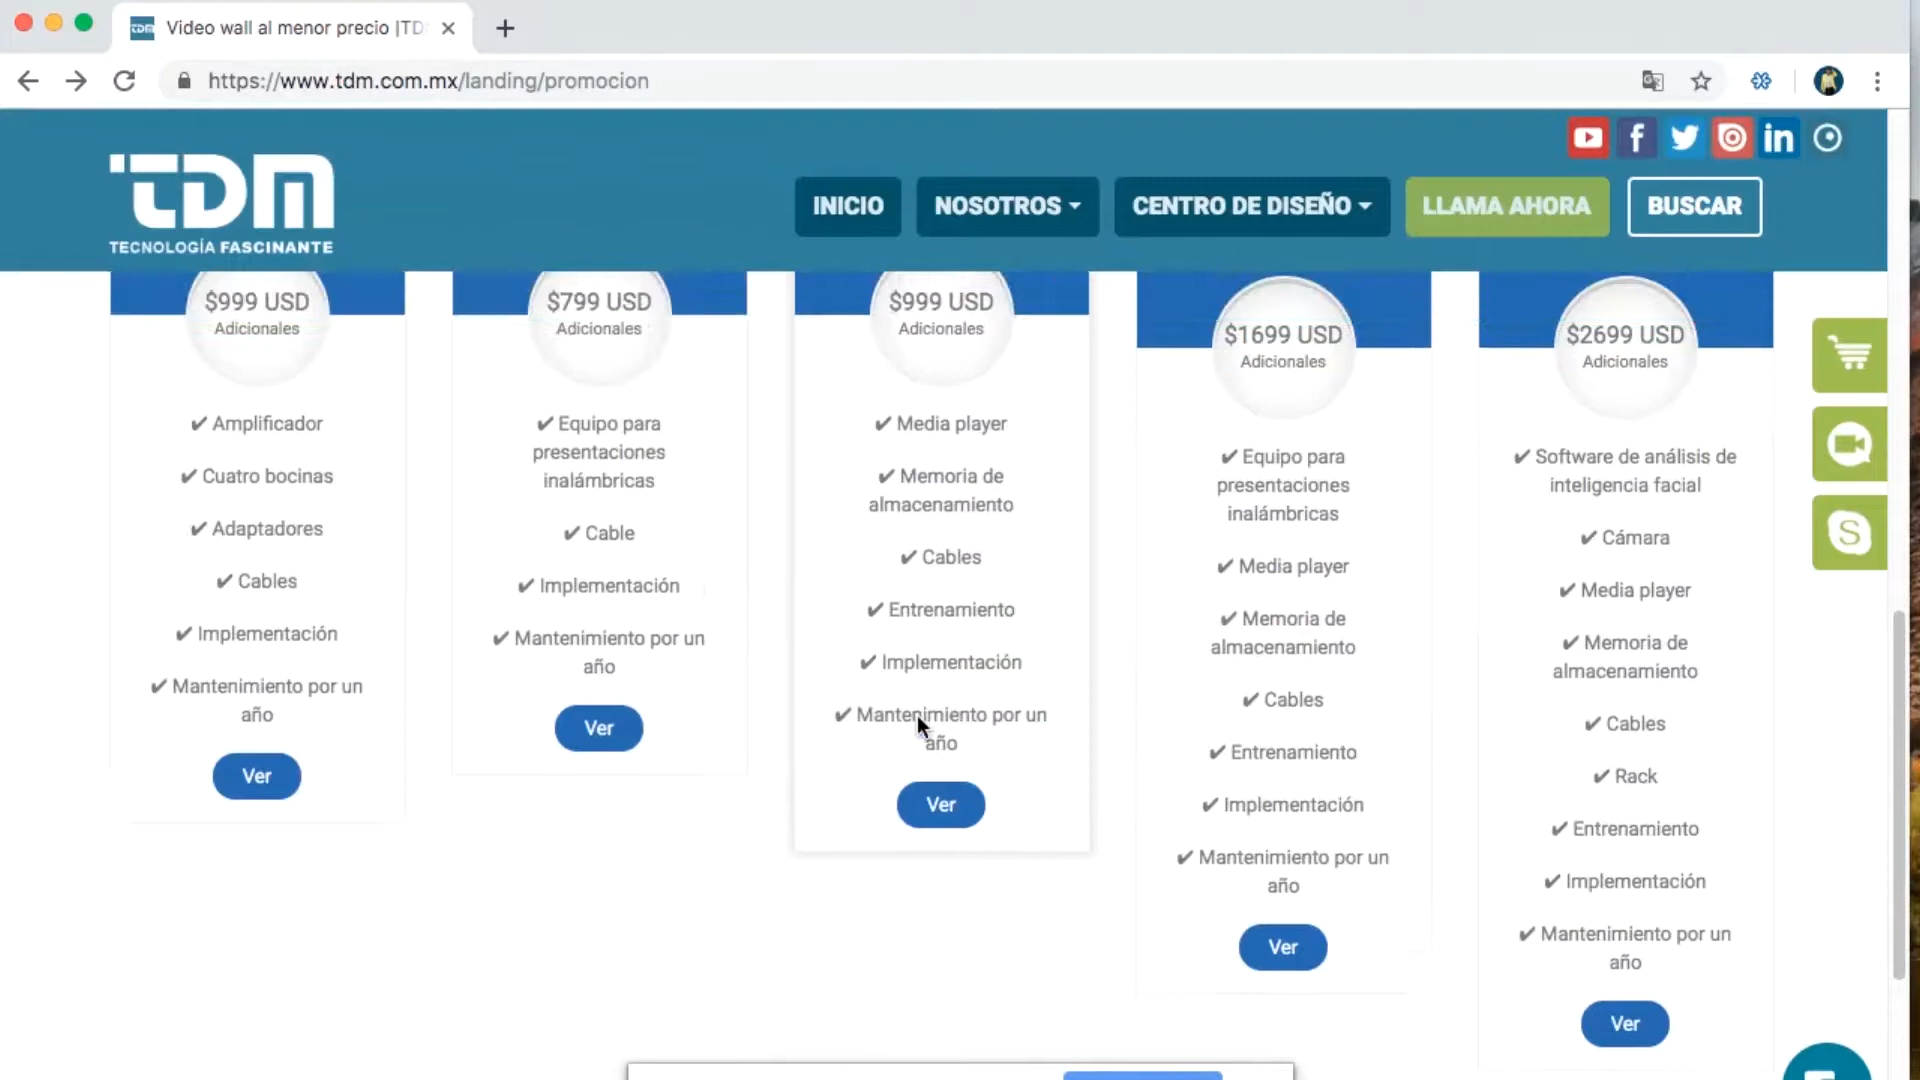 Video wall al menor precio |TD
https://www.tdm.com.mx/landing/promocion
TDM
TECNOLOGÍA FASCINANTE
INICIO
NOSOTROS
CENTRO DE DISEÑO
LLAMA AHORA
BUSCAR
$999 USD
Adicionales
✔ Amplificador
✔ Cuatro bocinas
✔ Adaptadores
✔ Cables
✔ Implementación
✔ Mantenimiento por un
año
Ver
$799 USD
Adicionales
✔ Equipo para
presentaciones
inalámbricas
✔ Cable
✔ Implementación
✔ Mantenimiento por un
año
Ver
$999 USD
Adicionales
✔ Media player
✔ Memoria de
almacenamiento
✔ Cables
✔ Entrenamiento
✔ Implementación
✔ Mantenimiento por un
año
Ver
$1699 USD
Adicionales
✔ Equipo para
presentaciones
inalámbricas
✔ Media player
✔ Memoria de
almacenamiento
✔ Cables
✔ Entrenamiento
✔ Implementación
✔ Mantenimiento por un
año
Ver
$2699 USD
Adicionales
✔ Software de análisis de
inteligencia facial
✔ Cámara
✔ Media player
✔ Memoria de
almacenamiento
✔ Cables
✔ Rack
✔ Entrenamiento
✔ Implementación
✔ Mantenimiento por un
año
Ver